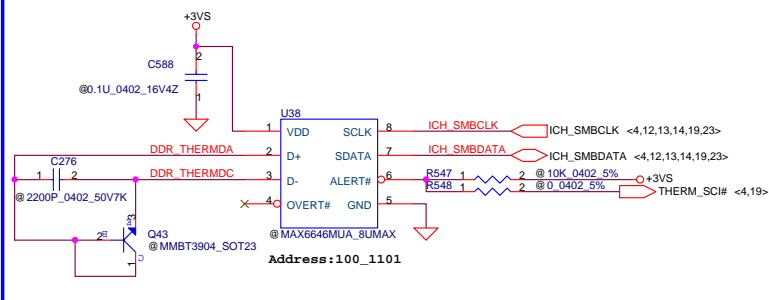 +3VS
2
C588
@0.1U_0402_16V4Z
1
U38
1 VDD SCLK 8 ICH_SMBCLK ICH_SMBCLK <4,12,13,14,19,23>
DDR_THERMDA 2 D+ SDATA 7 ICH_SMBDATA ICH_SMBDATA <4,12,13,14,19,23>
C276
1 2
DDR_THERMDC 3 D- ALERT# 6 R547 1 2 @10K_0402_5% +3VS
@2200P_0402_50V7K
4 OVERT# GND 5 R548 1 2 @0_0402_5% THERM_SCI# <4,19>
@MAX6646MUA_8UMAX
3
E
2 B
Q43
@MMBT3904_SOT23
1
C
Address:100_1101